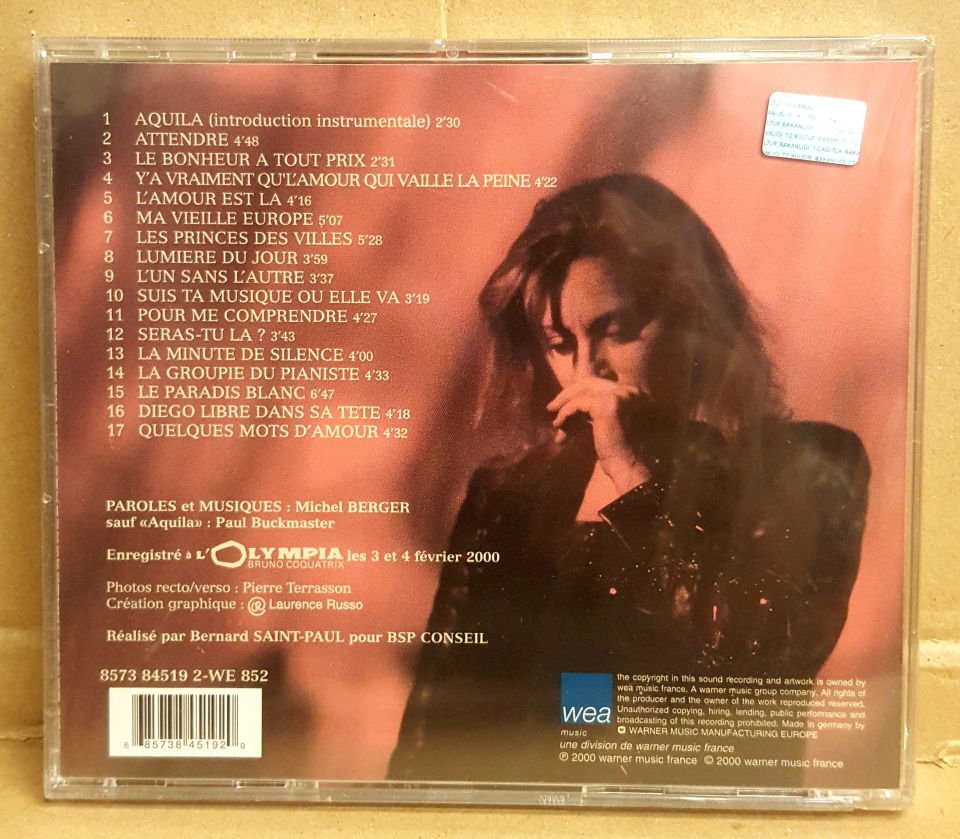 1 AQUILA (introduction instrumentale) 2'30
2 ATTENDRE 4'48
3 LE BONHEUR A TOUT PRIX 2'31
4 Y'A VRAIMENT QU'L'AMOUR QUI VAILLE LA PEINE 4'22
5 L'AMOUR EST LA 4'16
6 MA VIEILLE EUROPE 5'07
7 LES PRINCES DES VILLES 5'28
8 LUMIERE DU JOUR 3'59
9 L'UN SANS L'AUTRE 3'37
10 SUIS TA MUSIQUE OU ELLE VA 3'19
11 POUR ME COMPRENDRE 4'27
12 SERAS-TU LA ? 3'43
13 LA MINUTE DE SILENCE 4'00
14 LA GROUPIE DU PIANISTE 4'33
15 LE PARADIS BLANC 6'47
16 DIEGO LIBRE DANS SA TETE 4'18
17 QUELQUES MOTS D'AMOUR 4'32
PAROLES et MUSIQUES : Michel BERGER
sauf «Aquila» : Paul Buckmaster
Enregistré à L'OLYMPIA les 3 et 4 février 2000
BRUNO COQUATRIX
Photos recto/verso : Pierre Terrasson
Création graphique : @ Laurence Russo
Réalisé par Bernard SAINT-PAUL pour BSP CONSEIL
8573 84519 2-WE 852
6 85738 45192 0
wea
music
the copyright in this sound recording and artwork is owned by
wea music france. A warner music group company. All rights of
the producer and the owner of the work reproduced reserved.
Unauthorized copying, hiring, lending, public performance and
broadcasting of this recording prohibited. Made in germany by
WARNER MUSIC MANUFACTURING EUROPE
une division de warner music france
℗ 2000 warner music france © 2000 warner music france
T.C.KULTUR BAKANLIGI